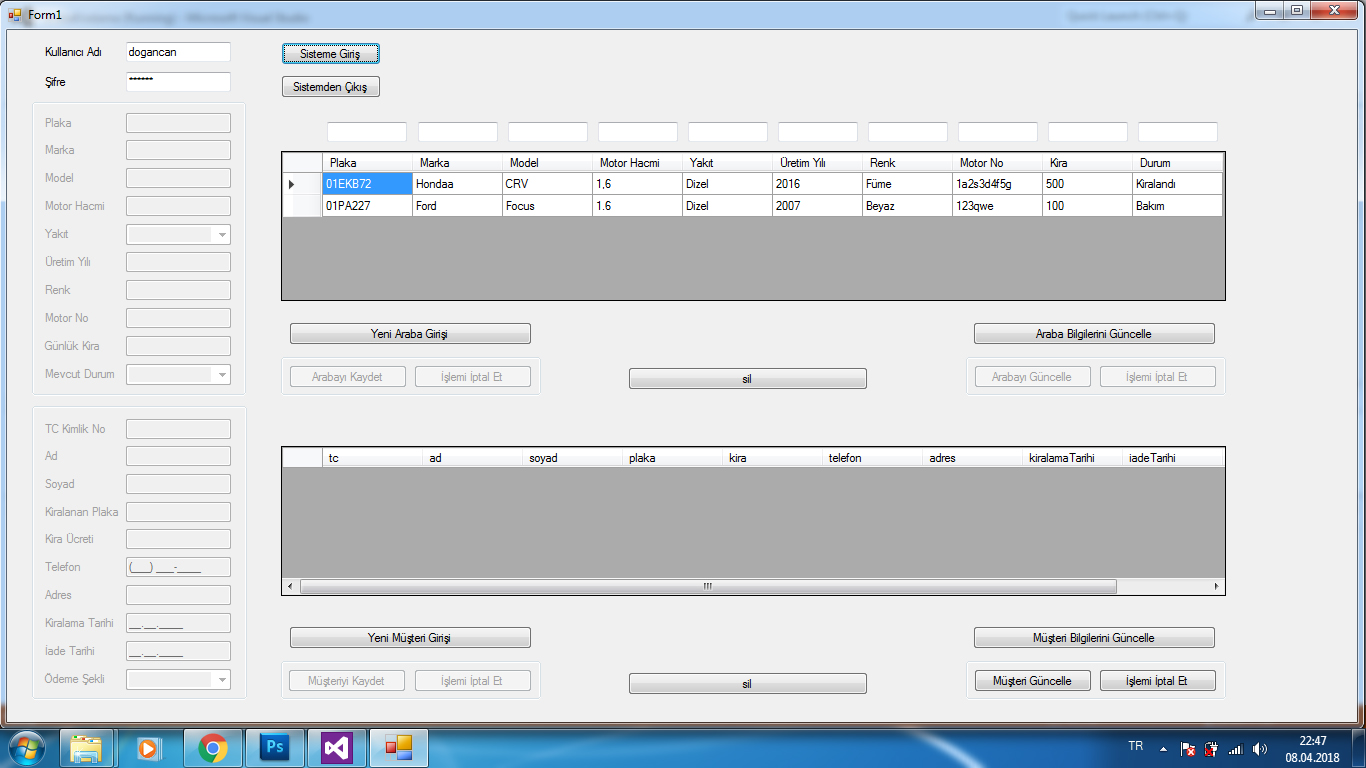 Form1
Kullanıcı Adı dogancan Sisteme Giriş
Şifre ****** Sistemden Çıkış
Plaka
Marka
Model
Motor Hacmi
Yakıt
Üretim Yılı
Renk
Motor No
Günlük Kira
Mevcut Durum
Plaka Marka Model Motor Hacmi Yakıt Üretim Yılı Renk Motor No Kira Durum
01EKB72 Hondaa CRV 1,6 Dizel 2016 Füme 1a2s3d4f5g 500 Kiralandı
01PA227 Ford Focus 1.6 Dizel 2007 Beyaz 123qwe 100 Bakım
Yeni Araba Girişi Araba Bilgilerini Güncelle
Arabayı Kaydet İşlemi İptal Et sil Arabayı Güncelle İşlemi İptal Et
TC Kimlik No
Ad
Soyad
Kiralanan Plaka
Kira Ücreti
Telefon (___) ___-____
Adres
Kiralama Tarihi __.__.____
İade Tarihi __.__.____
Ödeme Şekli
tc ad soyad plaka kira telefon adres kiralamaTarihi iadeTarihi
Yeni Müşteri Girişi Müşteri Bilgilerini Güncelle
Müşteriyi Kaydet İşlemi İptal Et sil Müşteri Güncelle İşlemi İptal Et
Ps
TR
22:47
08.04.2018